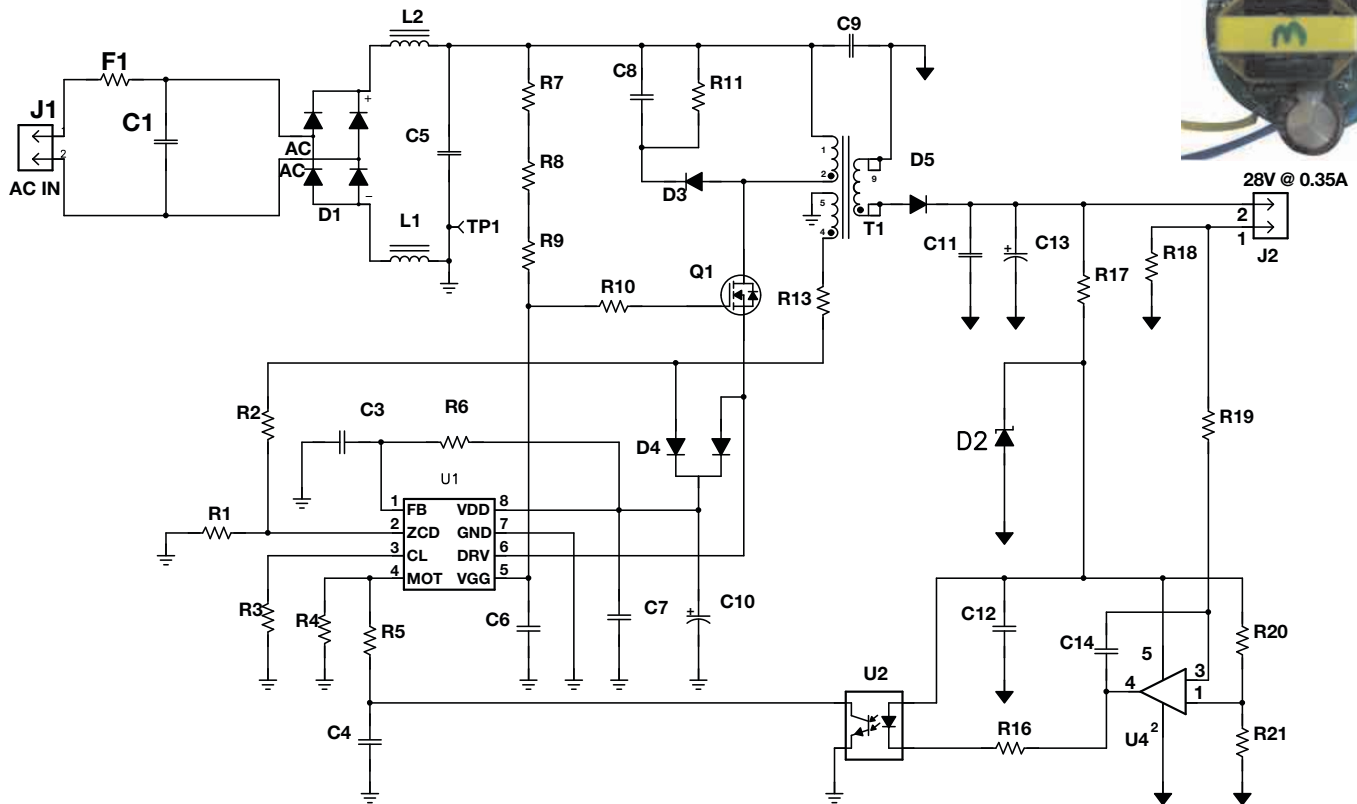 L2
C9
F1
J1
1
2
AC IN
C1
AC
AC
+
−
D1
L1
C5
TP1
R7
R8
R9
C8
R11
D3
1
2
5
4
9
T1
D5
M
28V @ 0.35A
2
1
J2
C11
+
C13
R17
R18
Q1
R10
R13
R2
C3
R6
D4
D2
R19
U1
1 FB VDD 8
2 ZCD GND 7
3 CL DRV 6
4 MOT VGG 5
R1
R3
R4
R5
C6
C7
+
C10
C4
U2
C12
R16
C14
5
4
3
1
U4 2
R20
R21